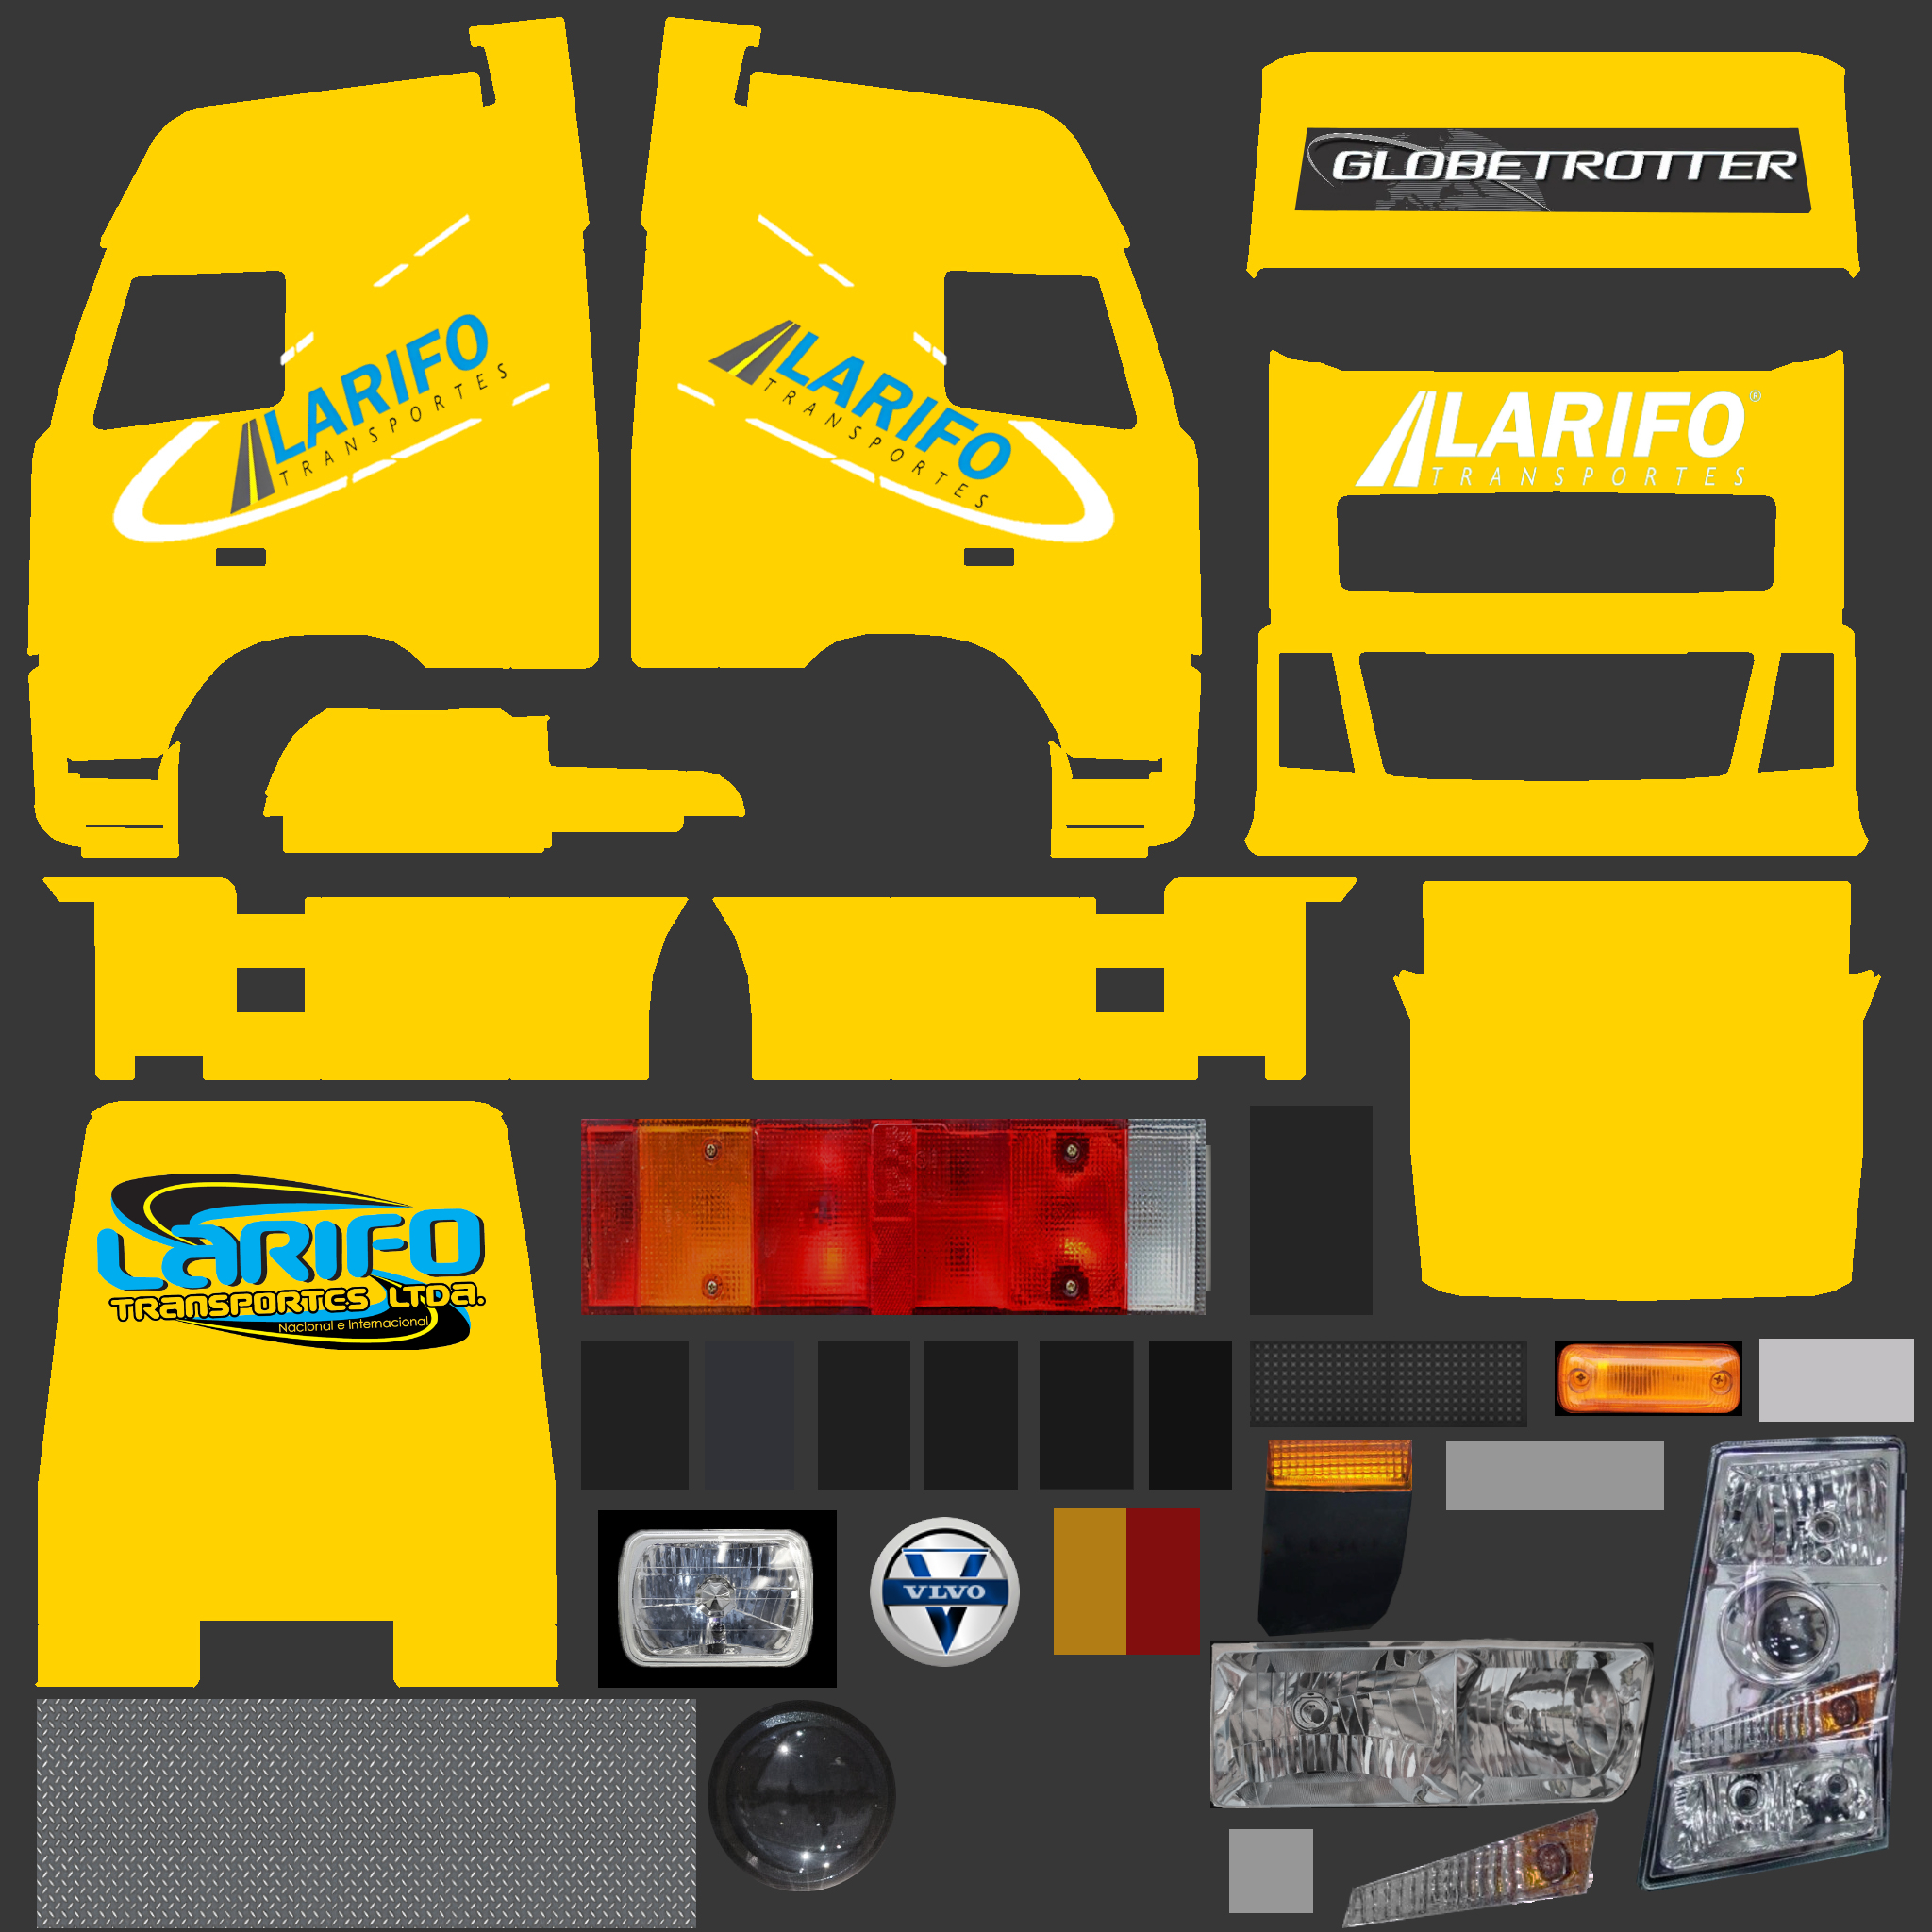 GLOBETROTTER
LARIFO
TRANSPORTES
LARIFO
TRANSPORTES
LARIFO®
TRANSPORTES
LARIFO
TRANSPORTES LTDA.
Nacional e Internacional
VLVO